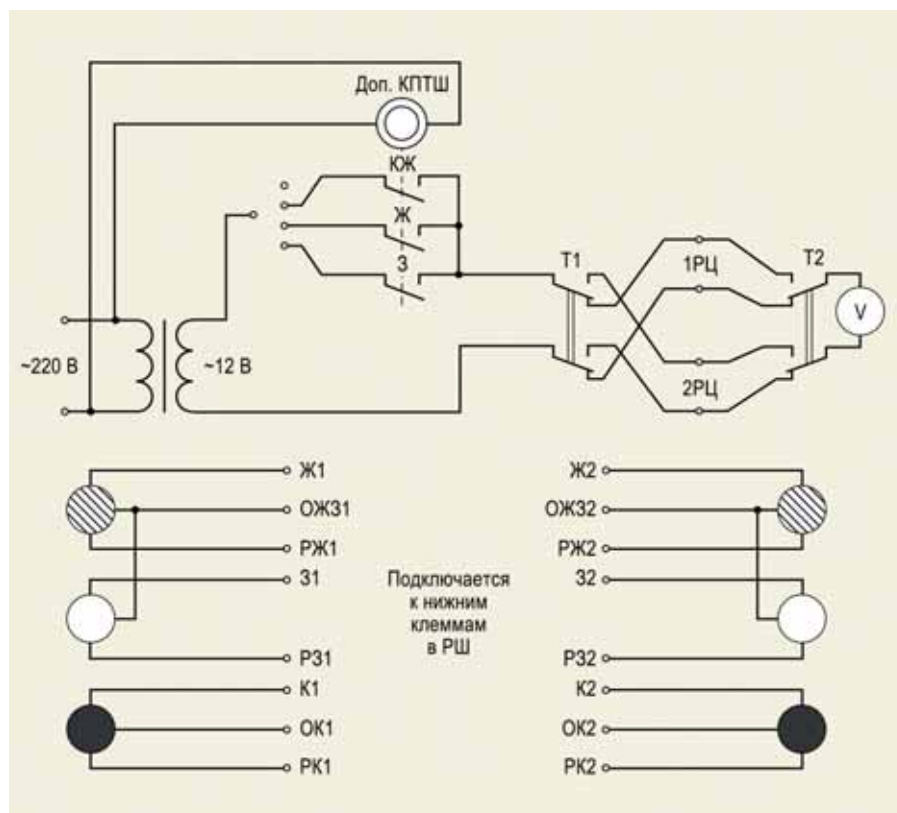 Доп. КПТШ
КЖ
Ж
З
Т1
1РЦ
Т2
V
~220 В
~12 В
2РЦ
Ж1
Ж2
ОЖЗ1
ОЖЗ2
РЖ1
РЖ2
З1
Подключается
к нижним
клеммам
в РШ
З2
РЗ1
РЗ2
К1
К2
ОК1
ОК2
РК1
РК2